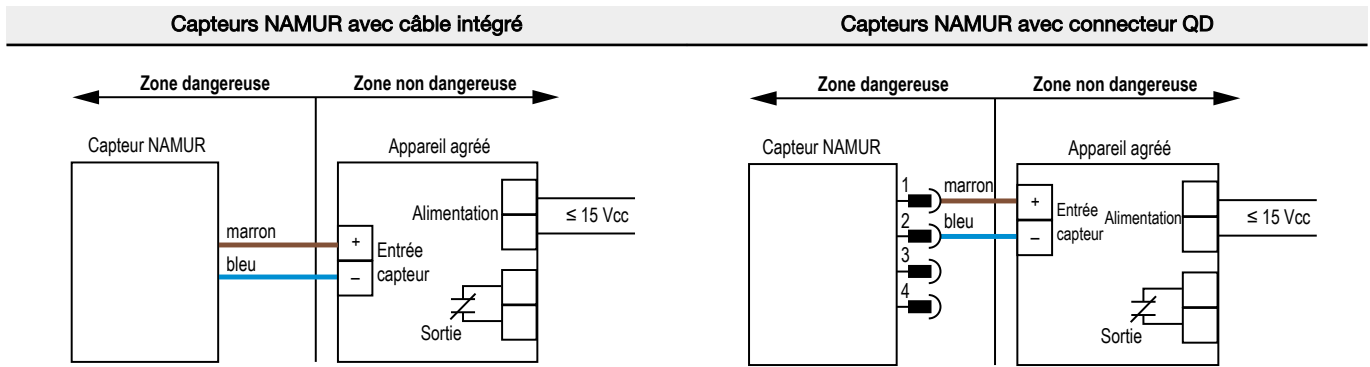 Capteurs NAMUR avec câble intégré
Zone dangereuse
Zone non dangereuse
Capteur NAMUR
Appareil agréé
Alimentation
≤ 15 Vcc
marron
bleu
+
–
Entrée
capteur
Sortie
Capteurs NAMUR avec connecteur QD
Zone dangereuse
Zone non dangereuse
Capteur NAMUR
Appareil agréé
1
2
3
4
marron
bleu
+
–
Entrée
capteur
Alimentation
≤ 15 Vcc
Sortie